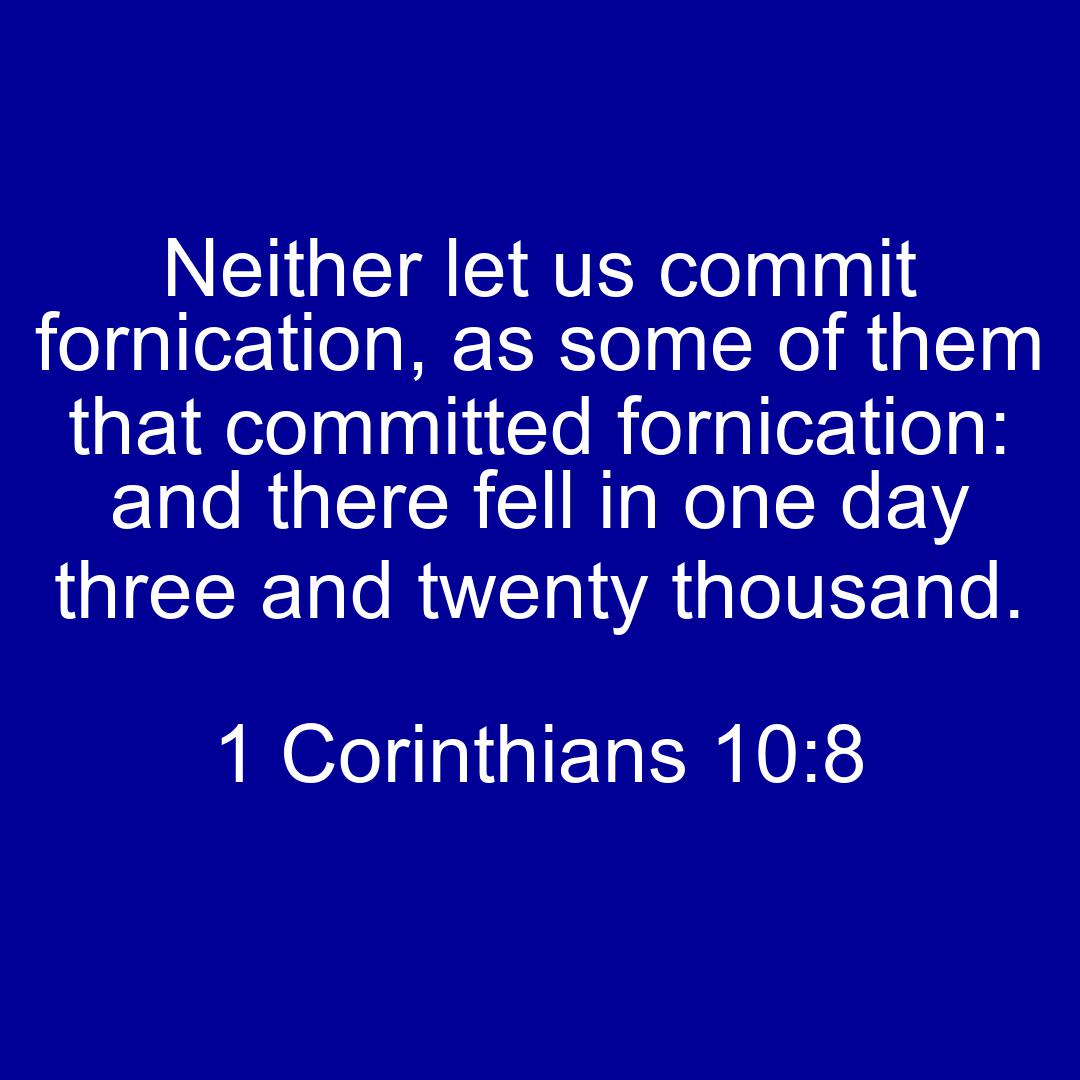 Neither let us commit
fornication, as some of them
that committed fornication:
and there fell in one day
three and twenty thousand.
1 Corinthians 10:8